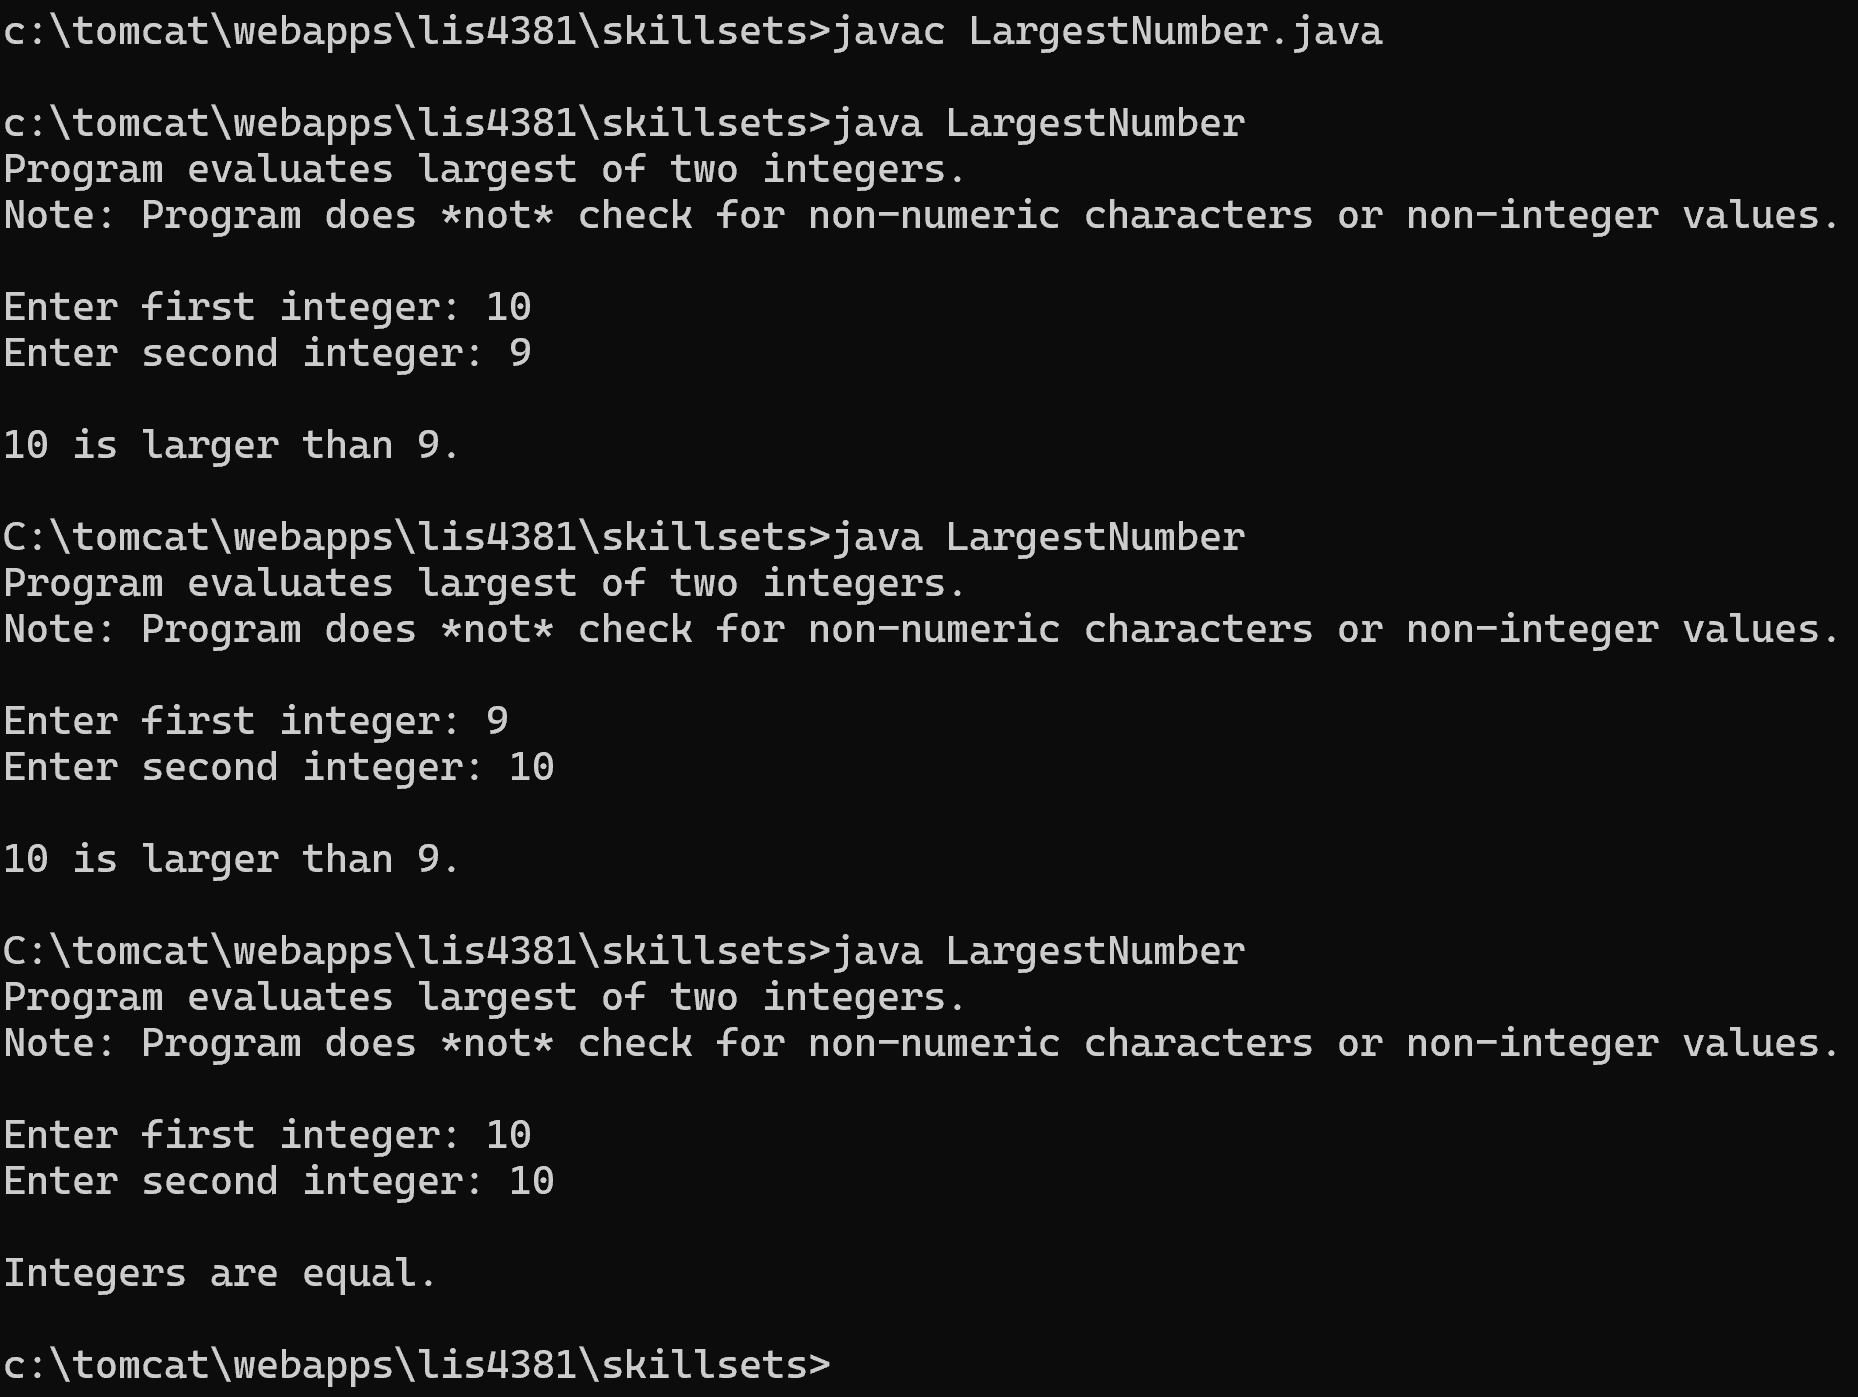 c:\tomcat\webapps\lis4381\skillsets>javac LargestNumber.java
c:\tomcat\webapps\lis4381\skillsets>java LargestNumber
Program evaluates largest of two integers.
Note: Program does *not* check for non-numeric characters or non-integer values.
Enter first integer: 10
Enter second integer: 9
10 is larger than 9.
C:\tomcat\webapps\lis4381\skillsets>java LargestNumber
Program evaluates largest of two integers.
Note: Program does *not* check for non-numeric characters or non-integer values.
Enter first integer: 9
Enter second integer: 10
10 is larger than 9.
C:\tomcat\webapps\lis4381\skillsets>java LargestNumber
Program evaluates largest of two integers.
Note: Program does *not* check for non-numeric characters or non-integer values.
Enter first integer: 10
Enter second integer: 10
Integers are equal.
c:\tomcat\webapps\lis4381\skillsets>